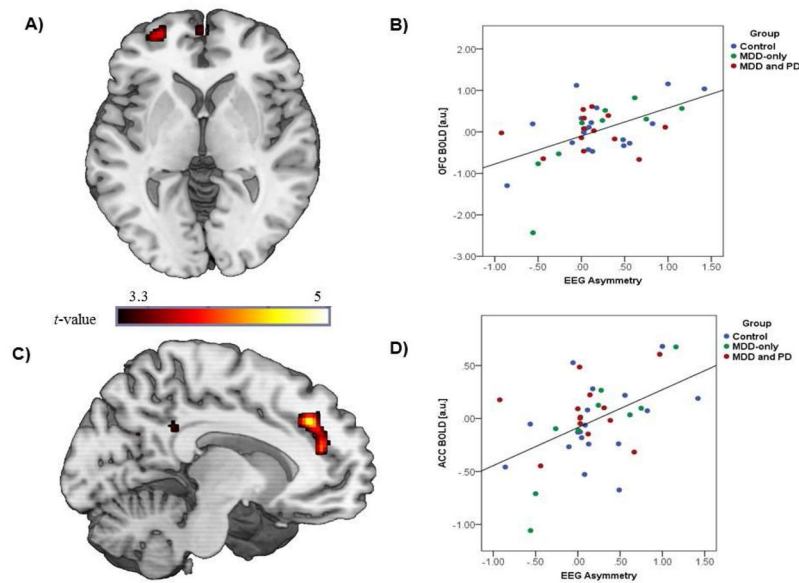 A)
B)
Group
Control
MDD-only
MDD and PD
2.00
1.00
.00
-1.00
-2.00
-3.00
OFC BOLD [a.u.]
-1.00 -.50 .00 .50 1.00 1.50
EEG Asymmetry
3.3 5
t-value
C)
D)
Group
Control
MDD-only
MDD and PD
.50
.00
-.50
-1.00
ACC BOLD [a.u.]
-1.00 -.50 .00 .50 1.00 1.50
EEG Asymmetry